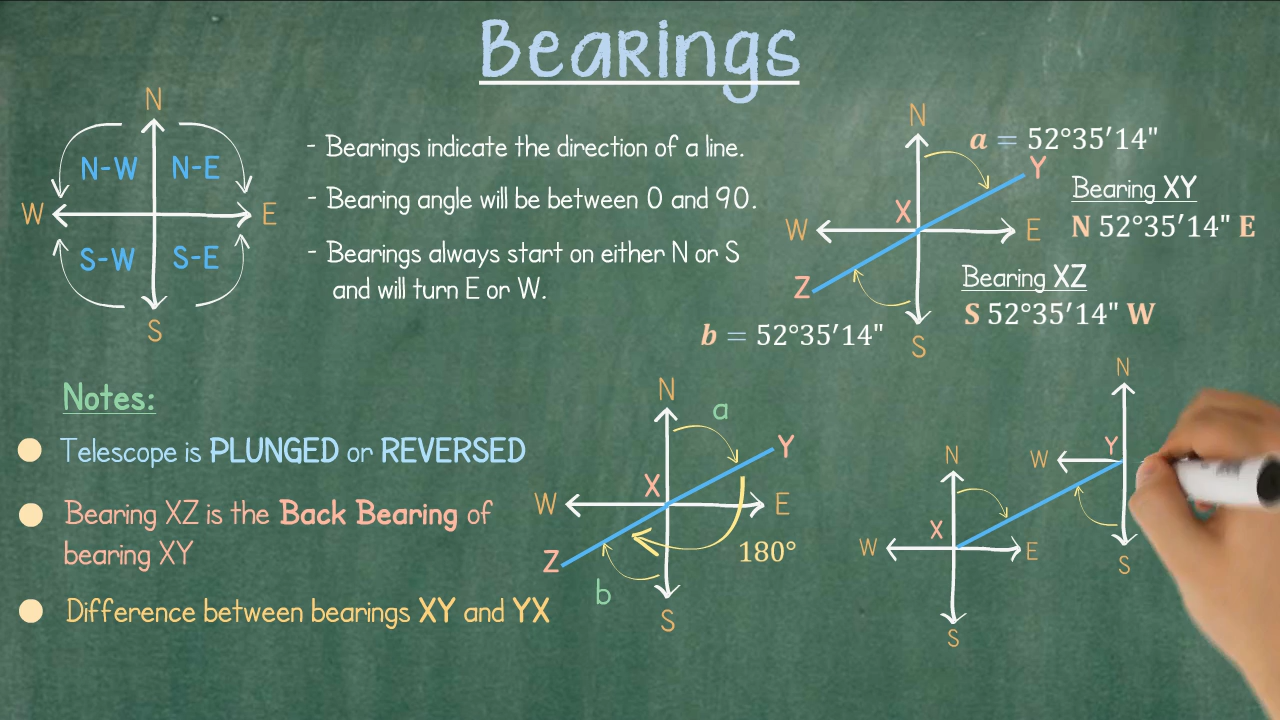 Bearings
N
N-W N-E
W E
S-W S-E
S
- Bearings indicate the direction of a line.
- Bearing angle will be between 0 and 90.
- Bearings always start on either N or S
and will turn E or W.
N
a = 52°35'14"
Y
X
W E
Z
S
b = 52°35'14"
Bearing XY
N 52°35'14" E
Bearing XZ
S 52°35'14" W
Notes:
Telescope is PLUNGED or REVERSED
Bearing XZ is the Back Bearing of
bearing XY
Difference between bearings XY and YX
N
a
Y
X
W E
180°
Z
b
S
N
Y
W
S
N
X
W E
S